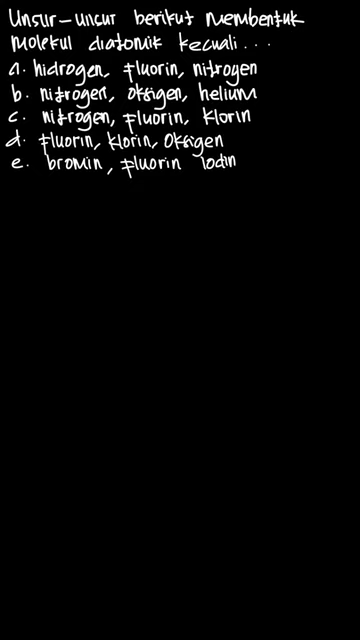 Unsur-unsur berikut membentuk
molekul diatomik kecuali ...
a. hidrogen, fluorin, nitrogen
b. nitrogen, oksigen, helium
c. nitrogen, fluorin, klorin
d. fluorin, klorin, oksigen
e. bromin, fluorin iodin